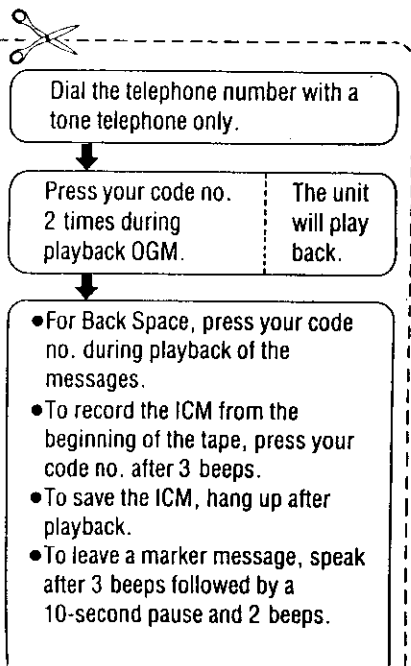 Dial the telephone number with a
tone telephone only.
Press your code no.
2 times during
playback OGM.
The unit
will play
back.
●For Back Space, press your code
no. during playback of the
messages.
●To record the ICM from the
beginning of the tape, press your
code no. after 3 beeps.
●To save the ICM, hang up after
playback.
●To leave a marker message, speak
after 3 beeps followed by a
10-second pause and 2 beeps.